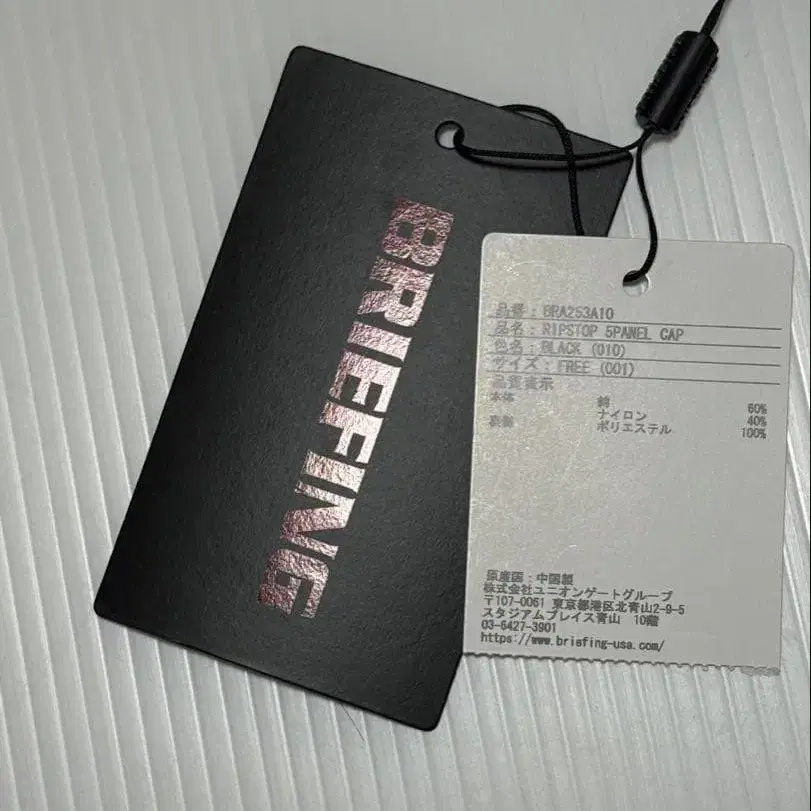 BRIEFING
品番 : BRA253A10
品名 : RIPSTOP 5PANEL CAP
色名 : BLACK (010)
サイズ : FREE (001)
品質表示
本体 綿 60%
ナイロン 40%
ポリエステル 100%
原産国 : 中国製
株式会社ユニオンゲートグループ
〒107-0061 東京都港区北青山2-9-5
スタジアムプレイス青山 10階
03-6427-3901
https://www.briefing-usa.com/